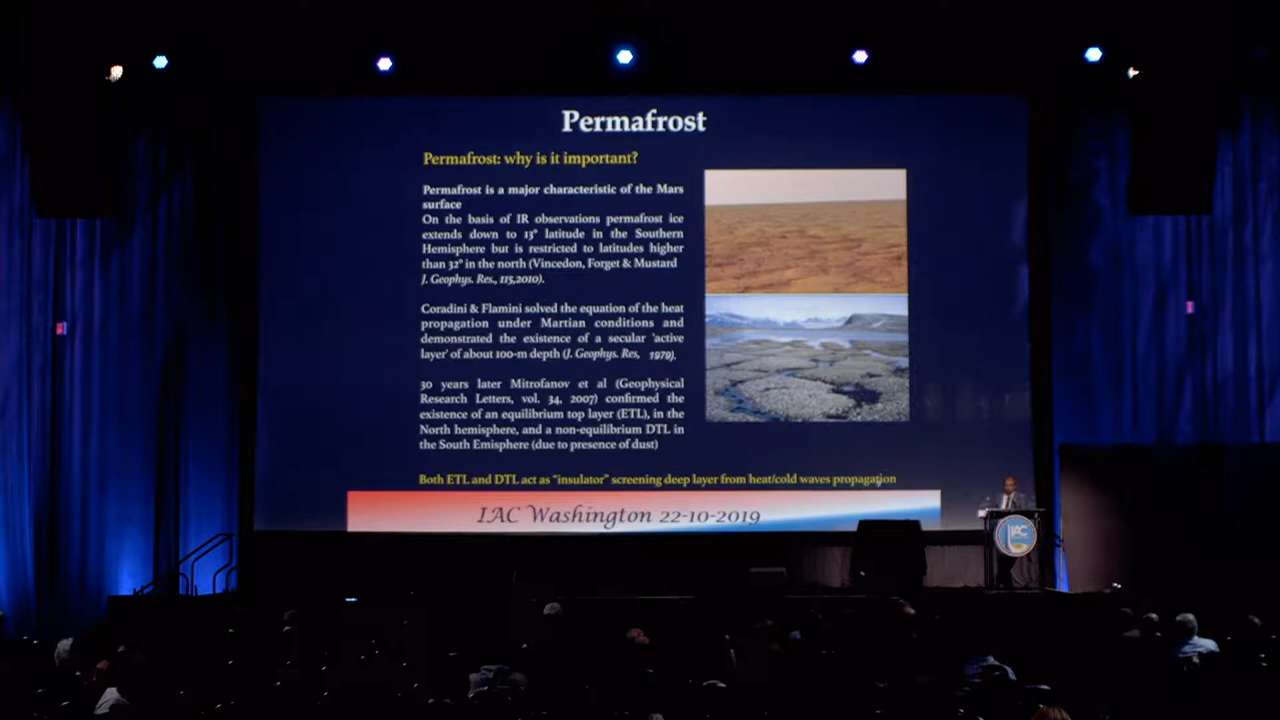 Permafrost
Permafrost: why is it important?
Permafrost is a major characteristic of the Mars
surface
On the basis of IR observations permafrost ice
extends down to 13° latitude in the Southern
Hemisphere but is restricted to latitudes higher
than 32° in the north (Vincedon, Forget & Mustard
J. Geophys. Res., 115,2010).
Coradini & Flamini solved the equation of the heat
propagation under Martian conditions and
demonstrated the existence of a secular 'active
layer' of about 100-m depth (J. Geophys. Res, 1979).
30 years later Mitrofanov et al (Geophysical
Research Letters, vol. 34, 2007) confirmed the
existence of an equilibrium top layer (ETL), in the
North hemisphere, and a non-equilibrium DTL in
the South Emisphere (due to presence of dust)
Both ETL and DTL act as "insulator" screening deep layer from heat/cold waves propagation
IAC Washington 22-10-2019
IAC